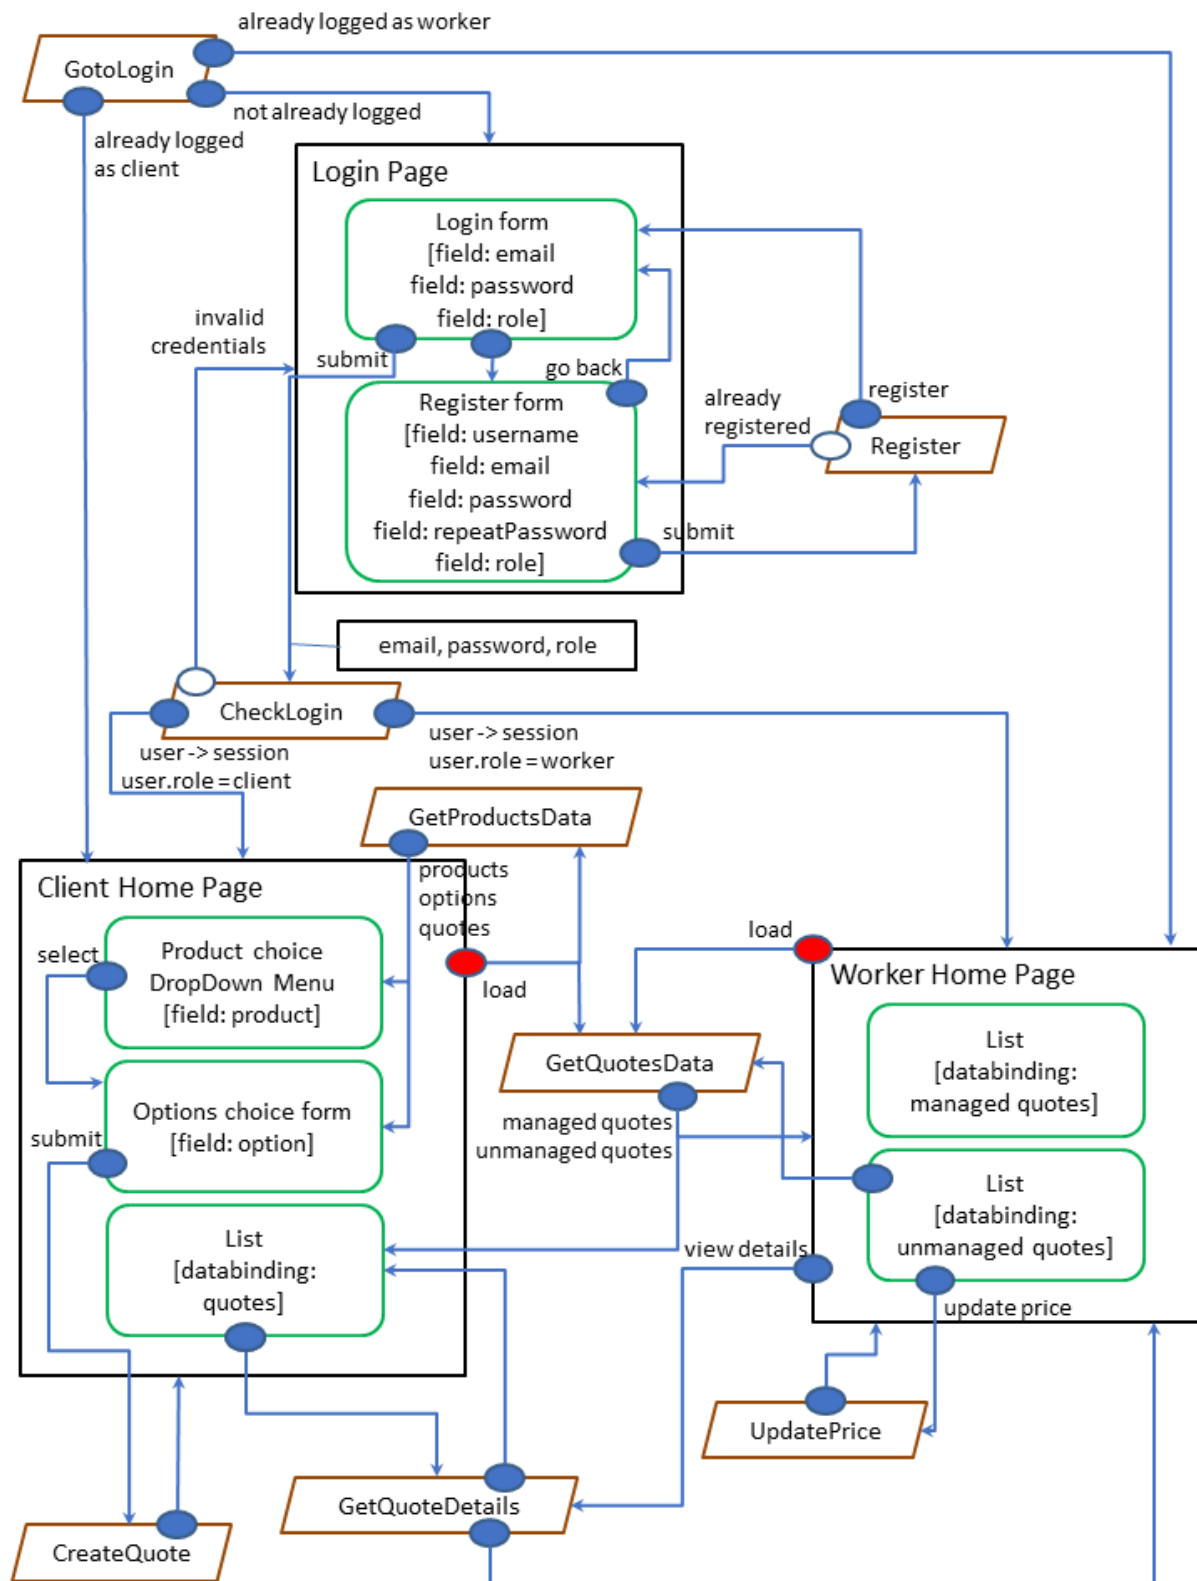 already logged as worker
GotoLogin
not already logged
already logged
as client
Login Page
Login form
[field: email
field: password
field: role]
invalid
credentials
submit
go back
Register form
[field: username
field: email
field: password
field: repeatPassword
field: role]
already
registered
register
Register
submit
email, password, role
CheckLogin
user -> session
user.role = client
user -> session
user.role = worker
GetProductsData
products
options
quotes
Client Home Page
select
Product choice
DropDown Menu
[field: product]
load
load
Worker Home Page
List
[databinding:
managed quotes]
GetQuotesData
managed quotes
unmanaged quotes
Options choice form
[field: option]
submit
List
[databinding:
unmanaged quotes]
List
[databinding:
quotes]
view details
update price
UpdatePrice
GetQuoteDetails
CreateQuote